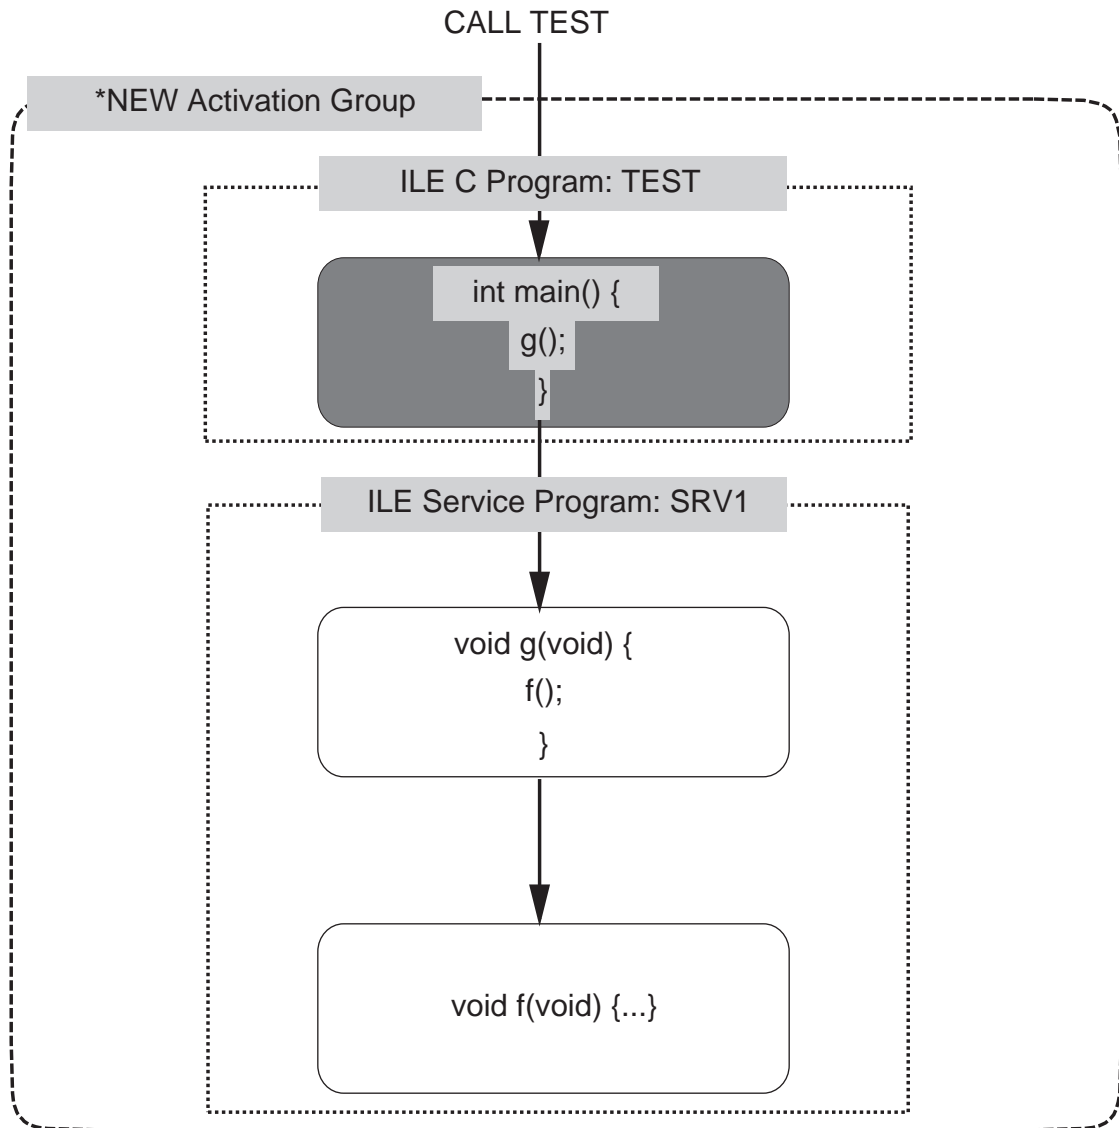 CALL TEST
*NEW Activation Group
ILE C Program: TEST
int main() {
g();
}
ILE Service Program: SRV1
void g(void) {
f();
}
void f(void) {...}